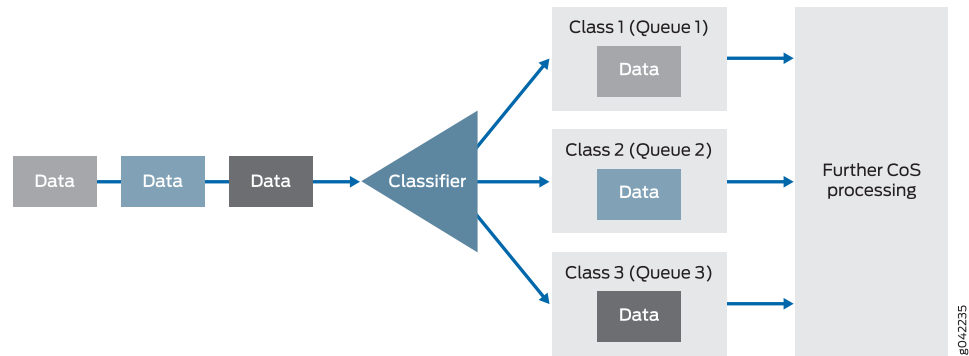 Data
Data
Data
Classifier
Class 1 (Queue 1)
Data
Class 2 (Queue 2)
Data
Class 3 (Queue 3)
Data
Further CoS
processing
g042235